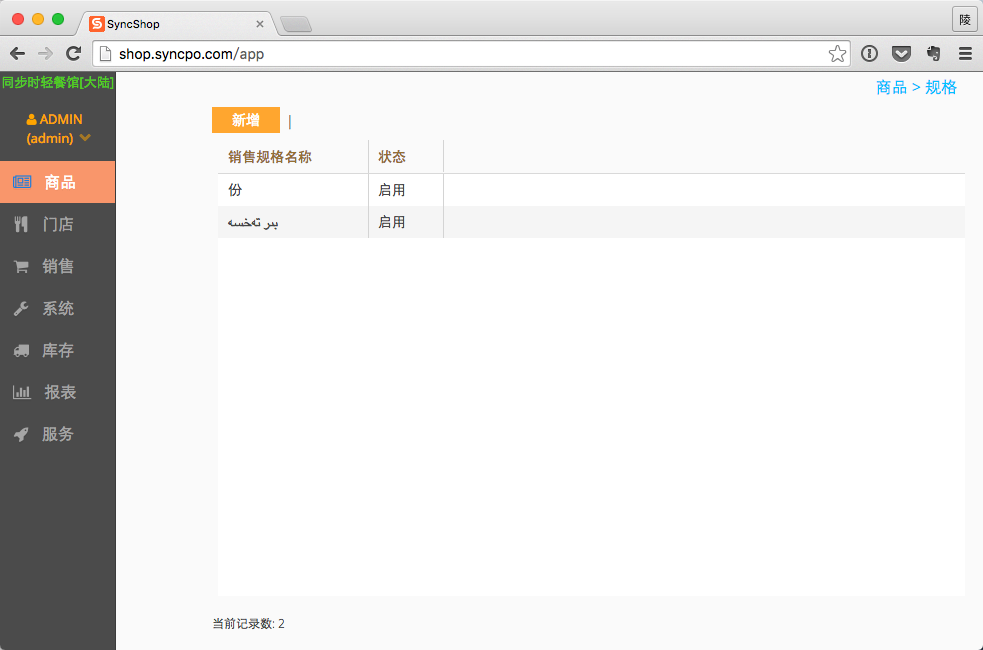 SyncShop
陵
shop.syncpo.com/app
同步时轻餐馆[大陆]
ADMIN
(admin)
商品
门店
销售
系统
库存
报表
服务
商品 > 规格
新增 |
销售规格名称 状态
份 启用
بىر تەخسە 启用
当前记录数: 2